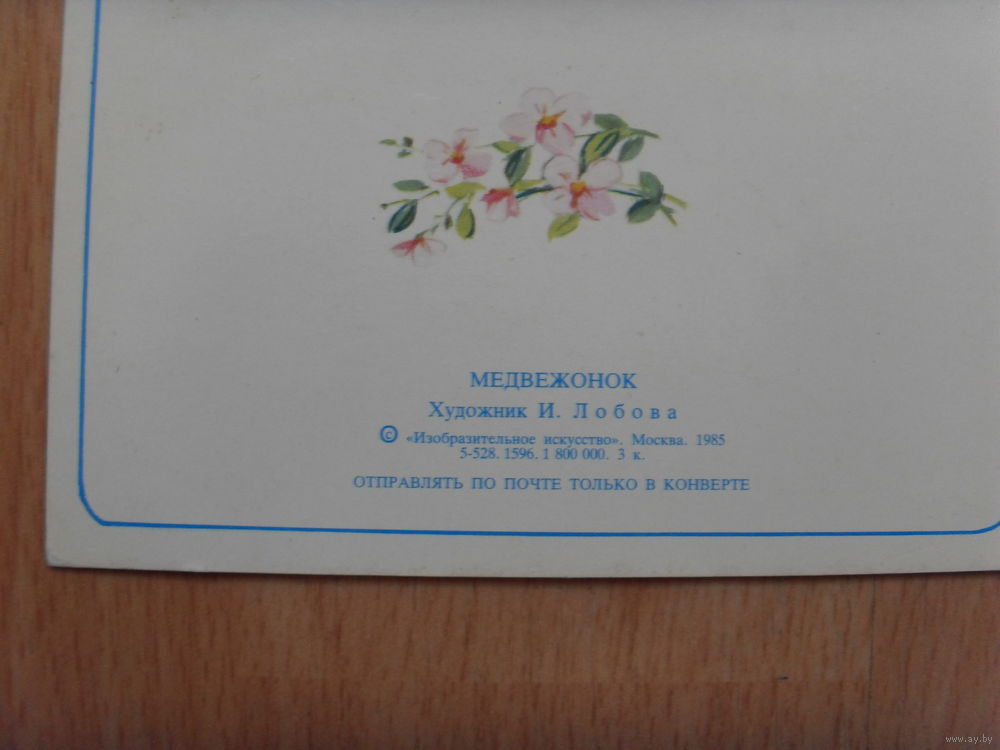 МЕДВЕЖОНОК
Художник И. Лобова
© «Изобразительное искусство». Москва. 1985
5-528. 1596. 1 800 000. 3 к.
ОТПРАВЛЯТЬ ПО ПОЧТЕ ТОЛЬКО В КОНВЕРТЕ
www.ay.by